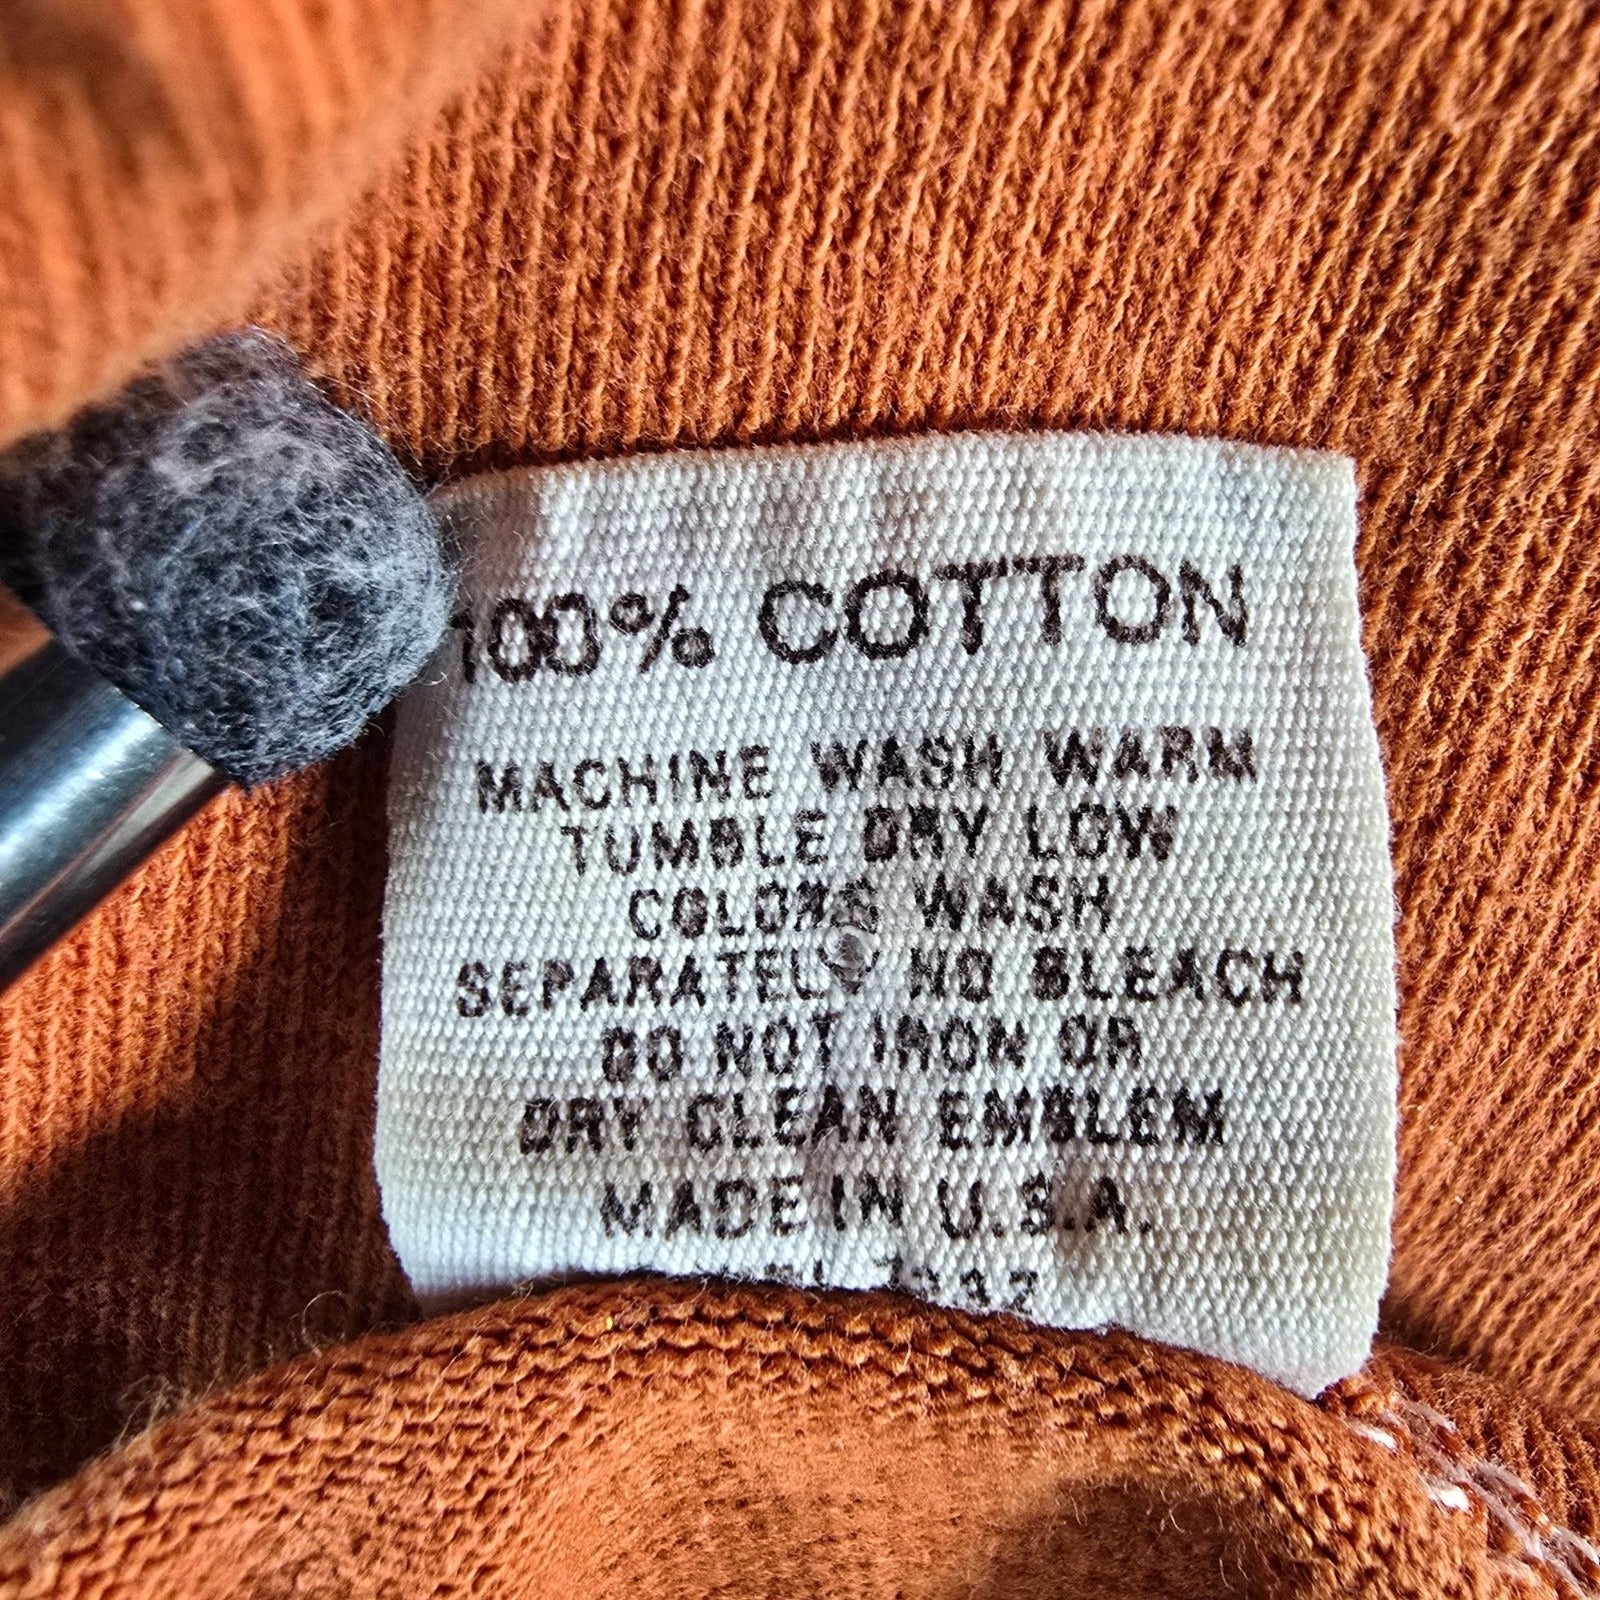 100% COTTON
MACHINE WASH WARM
TUMBLE DRY LOW
COLORS WASH
SEPARATELY NO BLEACH
DO NOT IRON OR
DRY CLEAN EMBLEM
MADE IN U.S.A.